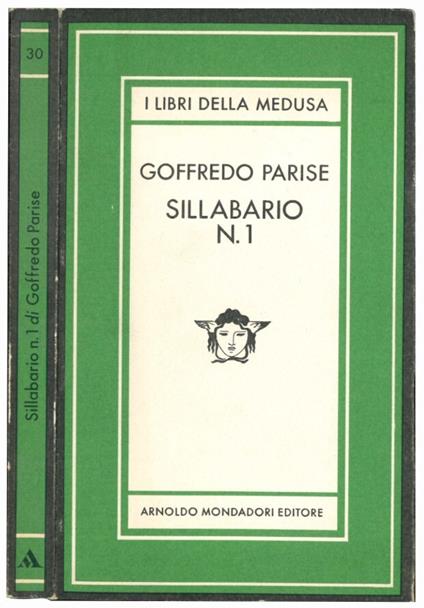 30
Sillabario n. 1 di Goffredo Parise
I LIBRI DELLA MEDUSA
GOFFREDO PARISE
SILLABARIO
N. 1
ARNOLDO MONDADORI EDITORE